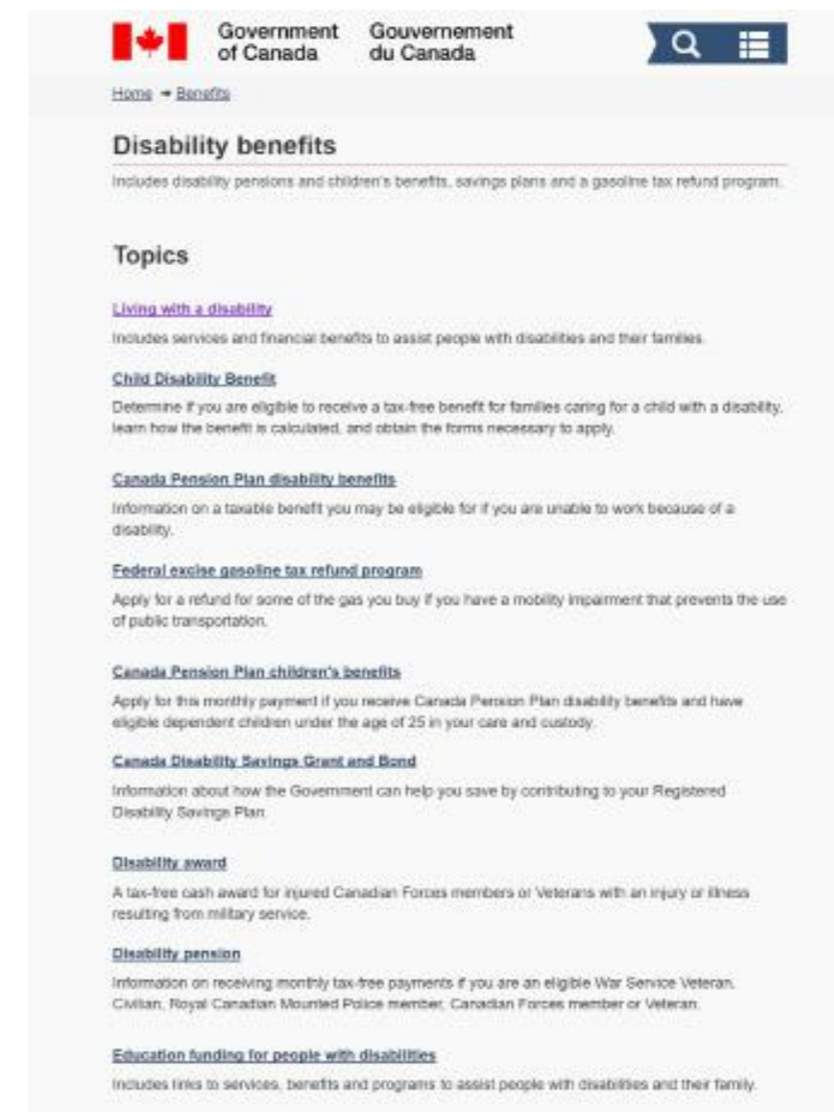 Government Gouvernement
of Canada du Canada
Home ➔ Benefits
Disability benefits
Includes disability pensions and children's benefits, savings plans and a gasoline tax refund program.
Topics
Living with a disability
Includes services and financial benefits to assist people with disabilities and their families.
Child Disability Benefit
Determine if you are eligible to receive a tax-free benefit for families caring for a child with a disability,
learn how the benefit is calculated, and obtain the forms necessary to apply.
Canada Pension Plan disability benefits
Information on a taxable benefit you may be eligible for if you are unable to work because of a
disability.
Federal excise gasoline tax refund program
Apply for a refund for some of the gas you buy if you have a mobility impairment that prevents the use
of public transportation.
Canada Pension Plan children's benefits
Apply for this monthly payment if you receive Canada Pension Plan disability benefits and have
eligible dependent children under the age of 25 in your care and custody.
Canada Disability Savings Grant and Bond
Information about how the Government can help you save by contributing to your Registered
Disability Savings Plan.
Disability award
A tax-free cash award for injured Canadian Forces members or Veterans with an injury or illness
resulting from military service.
Disability pension
Information on receiving monthly tax-free payments if you are an eligible War Service Veteran,
Civilian, Royal Canadian Mounted Police member, Canadian Forces member or Veteran.
Education funding for people with disabilities
Includes links to services, benefits and programs to assist people with disabilities and their family.